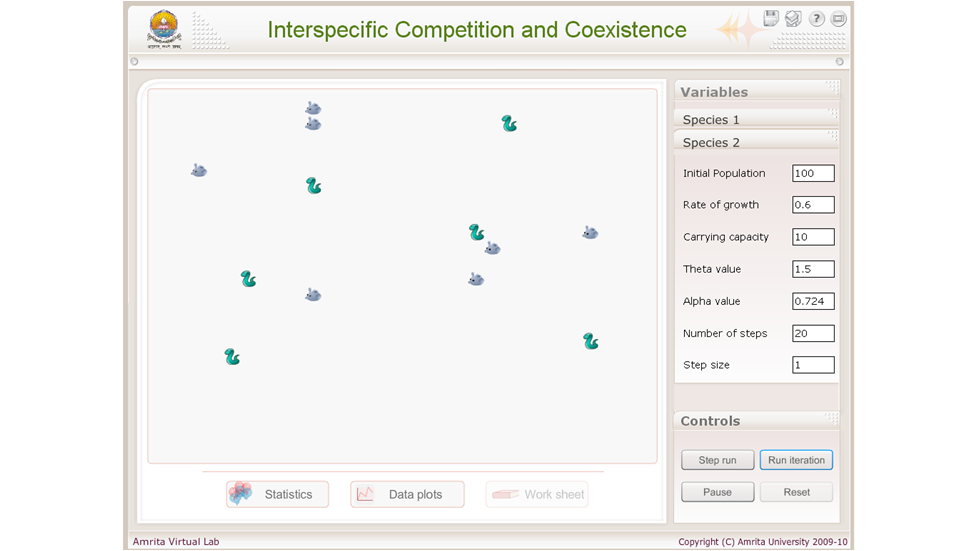 Interspecific Competition and Coexistence
?
Variables
Species 1
Species 2
Initial Population 100
Rate of growth 0.6
Carrying capacity 10
Theta value 1.5
Alpha value 0.724
Number of steps 20
Step size 1
Controls
Step run Run iteration
Pause Reset
Statistics Data plots Work sheet
Amrita Virtual Lab Copyright (C) Amrita University 2009-10